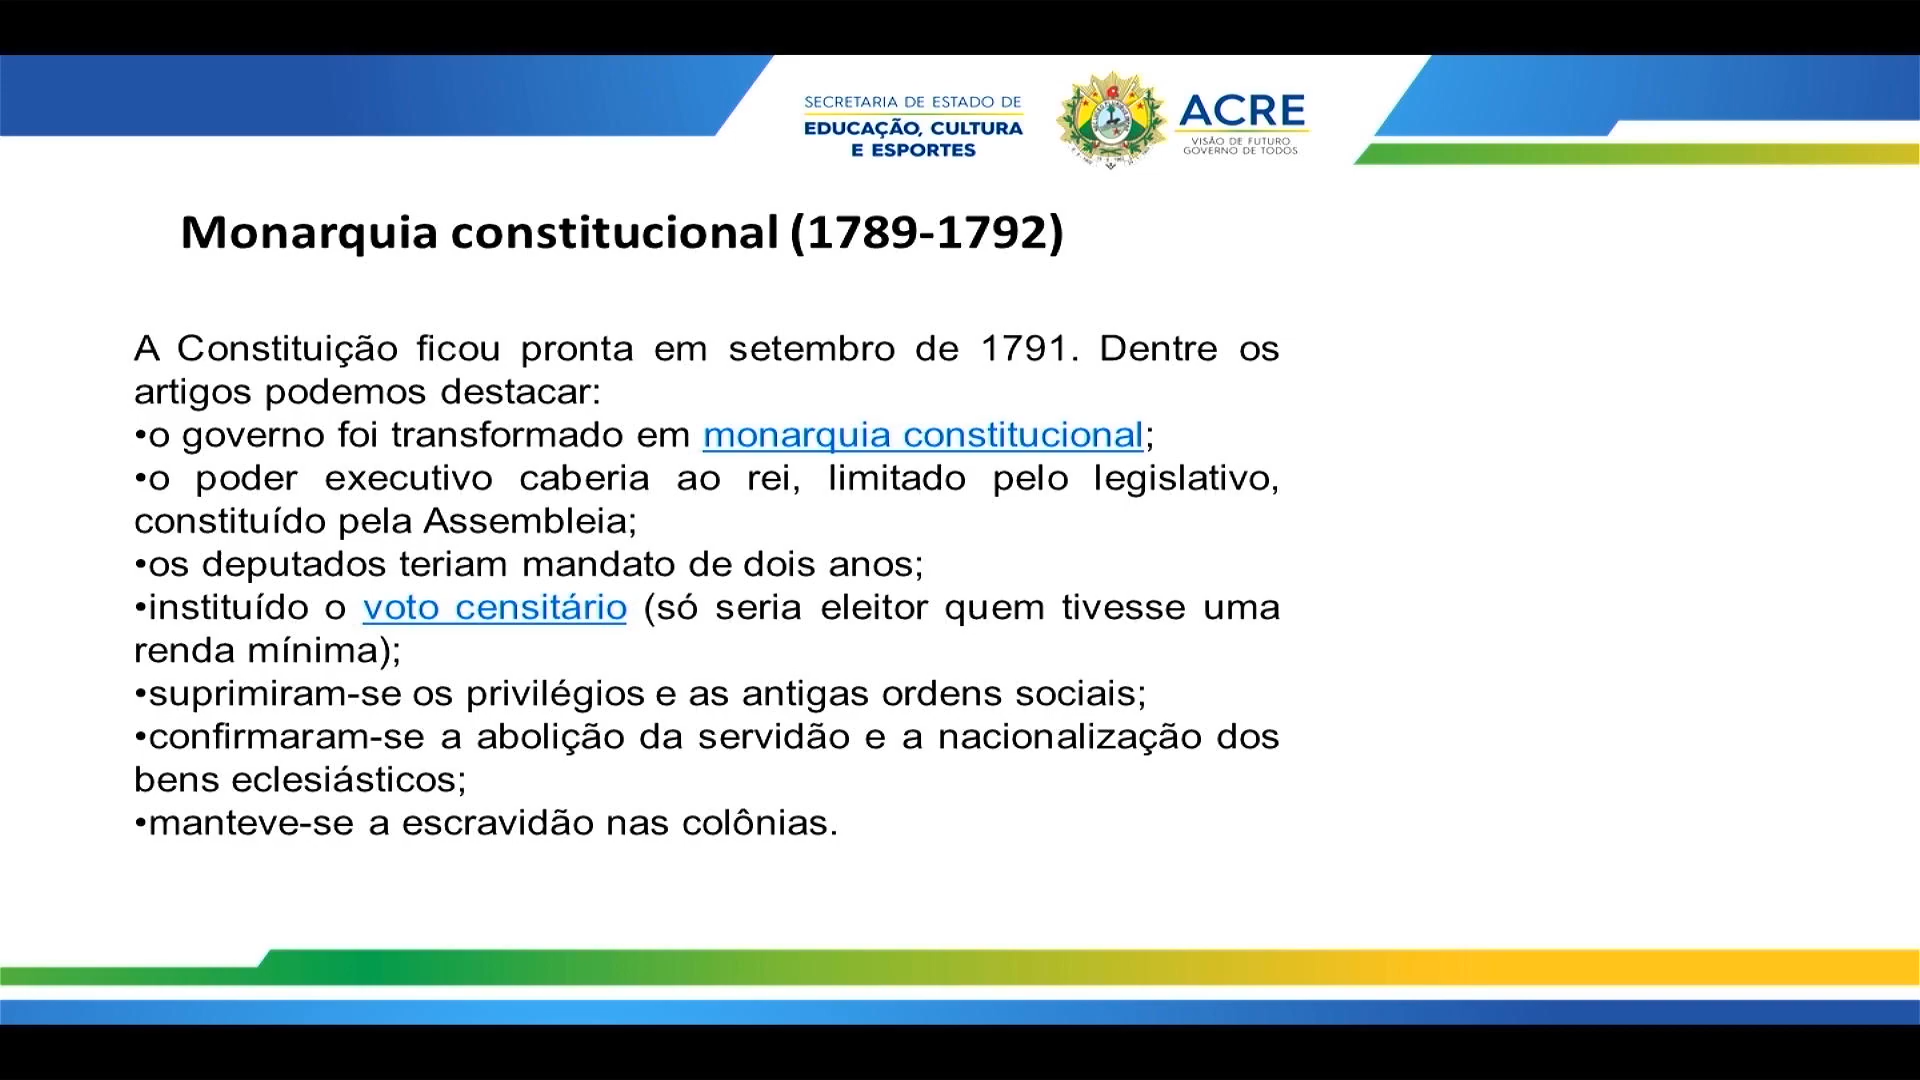 SECRETARIA DE ESTADO DE
EDUCAÇÃO, CULTURA
E ESPORTES
ACRE
VISÃO DE FUTURO
GOVERNO DE TODOS
Monarquia constitucional (1789-1792)
A Constituição ficou pronta em setembro de 1791. Dentre os
artigos podemos destacar:
•o governo foi transformado em monarquia constitucional;
•o poder executivo caberia ao rei, limitado pelo legislativo,
constituído pela Assembleia;
•os deputados teriam mandato de dois anos;
•instituído o voto censitário (só seria eleitor quem tivesse uma
renda mínima);
•suprimiram-se os privilégios e as antigas ordens sociais;
•confirmaram-se a abolição da servidão e a nacionalização dos
bens eclesiásticos;
•manteve-se a escravidão nas colônias.